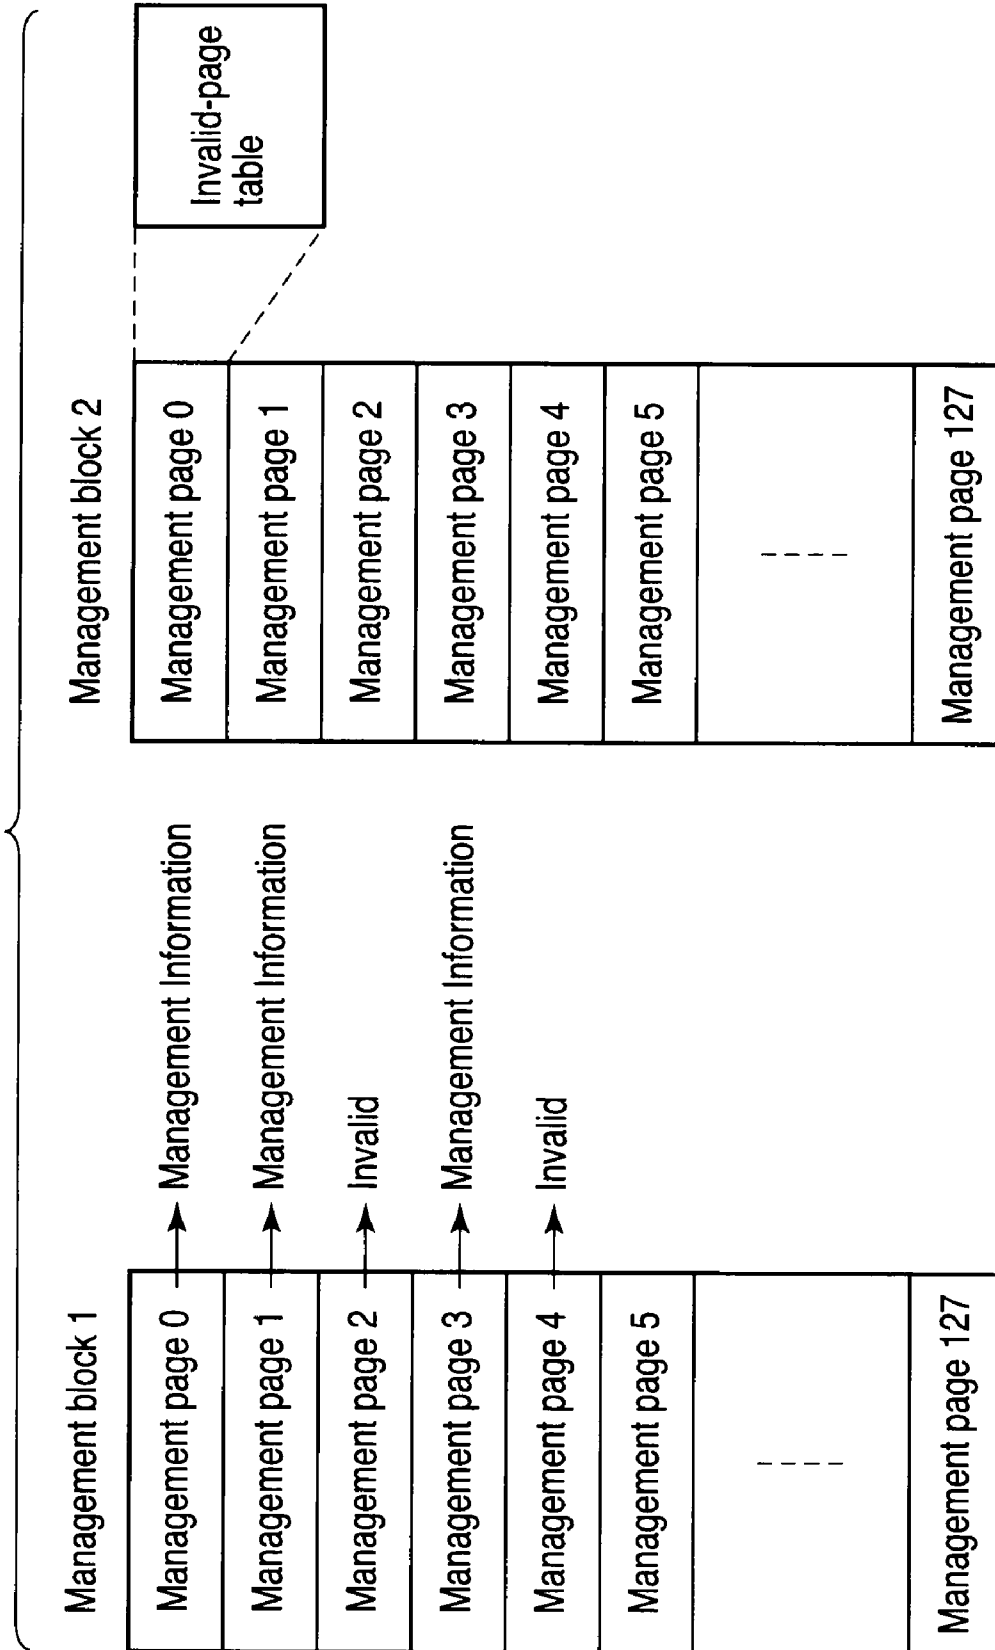 Management block 1
Management page 0
Management page 1
Management page 2
Management page 3
Management page 4
Management page 5
Management page 127
Management Information
Management Information
Invalid
Management Information
Invalid
Management block 2
Management page 0
Management page 1
Management page 2
Management page 3
Management page 4
Management page 5
Management page 127
Invalid-page
table